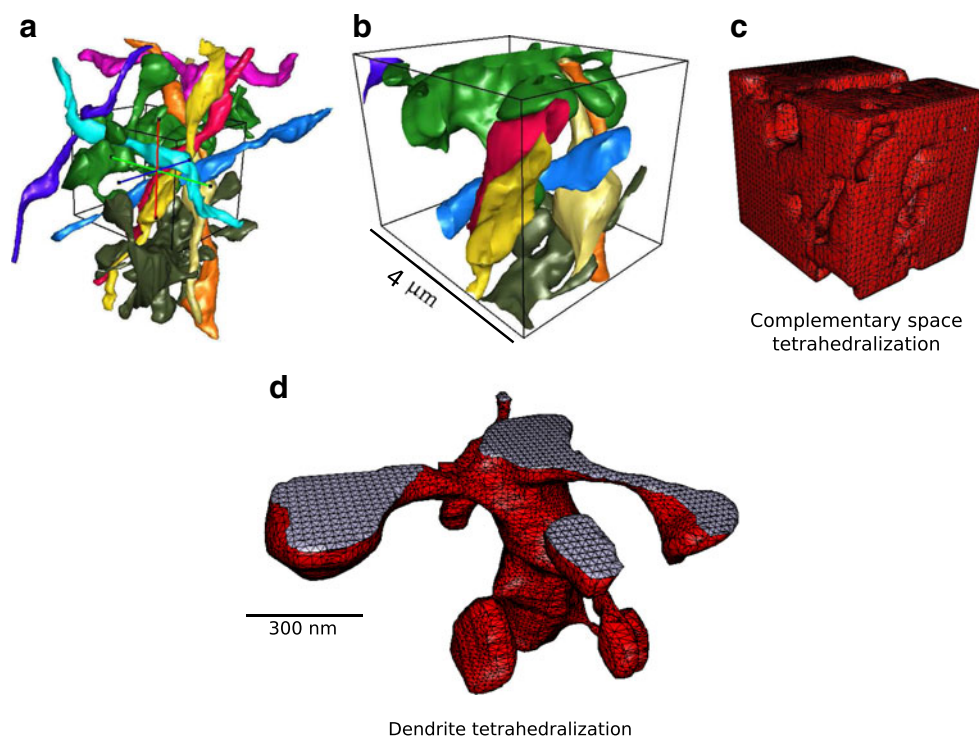 a
b
c
4 μm
Complementary space
tetrahedralization
d
300 nm
Dendrite tetrahedralization